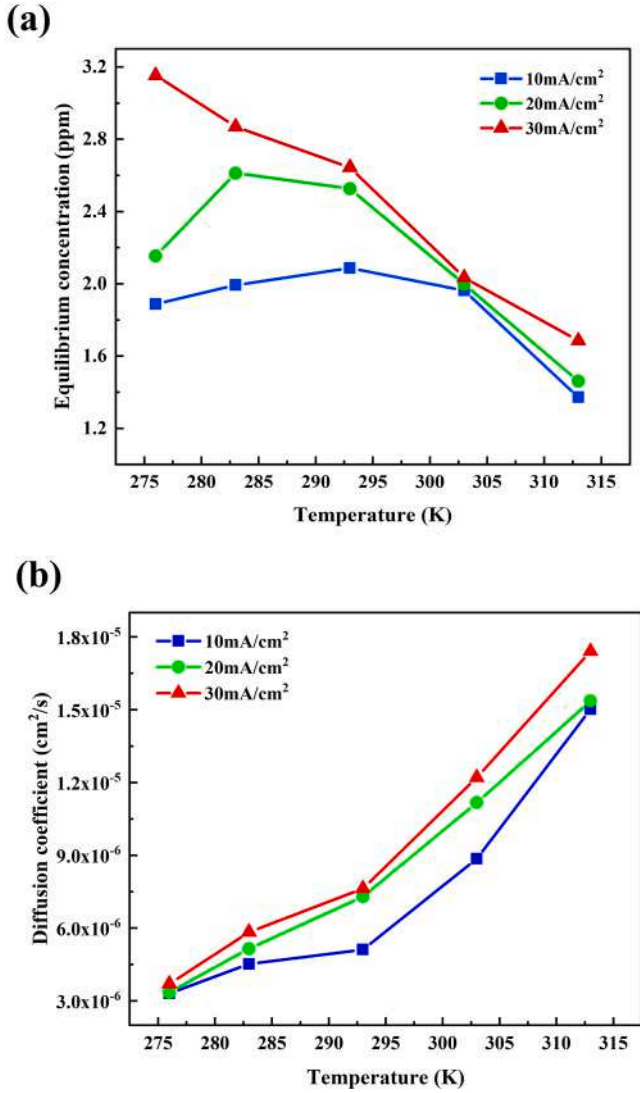 (a)
3.2
2.8
2.4
2.0
1.6
1.2
Equilibrium concentration (ppm)
10mA/cm²
20mA/cm²
30mA/cm²
275 280 285 290 295 300 305 310 315
Temperature (K)
(b)
1.8x10⁻⁵
1.5x10⁻⁵
1.2x10⁻⁵
9.0x10⁻⁶
6.0x10⁻⁶
3.0x10⁻⁶
Diffusion coefficient (cm²/s)
10mA/cm²
20mA/cm²
30mA/cm²
275 280 285 290 295 300 305 310 315
Temperature (K)